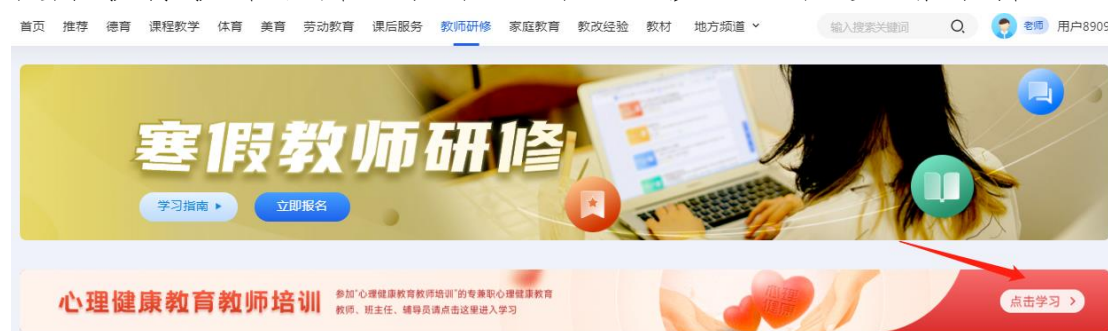 首页 推荐 德育 课程教学 体育 美育 劳动教育 课后服务 教师研修 家庭教育 教改经验 教材 地方频道 输入搜索关键词 老师 用户8909
寒假教师研修
学习指南 立即报名
心理健康教育教师培训
参加"心理健康教育教师培训"的专兼职心理健康教育
教师、班主任、辅导员请点击这里进入学习
心理
健康
点击学习 >